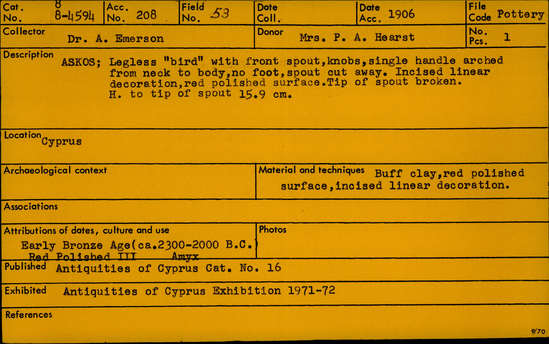 Cat. No. 8 8-4594 Acc. No. 208 Field No. 53 Date Coll. Date Acc. 1906 File Code Pottery
Collector Dr. A. Emerson Donor Mrs. P. A. Hearst No. Pcs. 1
Description ASKOS; Legless "bird" with front spout,knobs,single handle arched
from neck to body,no foot,spout cut away. Incised linear
decoration,red polished surface.Tip of spout broken.
H. to tip of spout 15.9 cm.
Location Cyprus
Archaeological context
Material and techniques Buff clay,red polished
surface,incised linear decoration.
Associations
Attributions of dates, culture and use
Early Bronze Age(ca.2300-2000 B.C.)
Red Polished III Amyx
Photos
Published Antiquities of Cyprus Cat. No. 16
Exhibited Antiquities of Cyprus Exhibition 1971-72
References
9/70